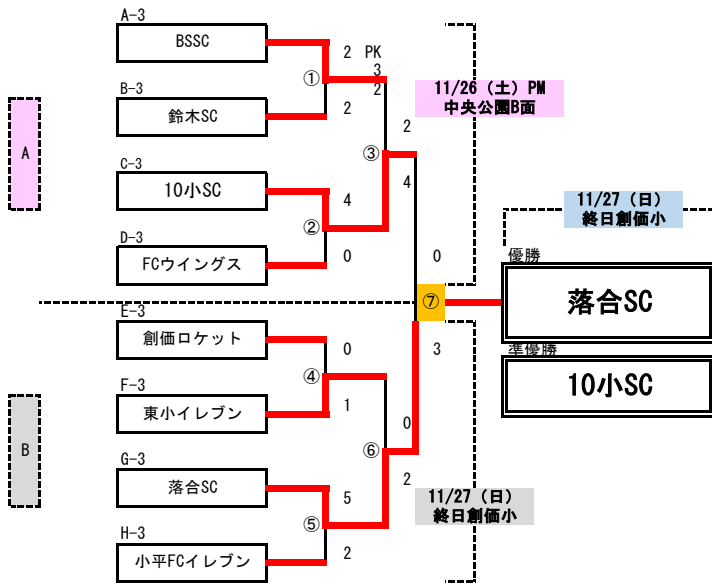 A-3
BSSC
2 PK
3
2
①
B-3
鈴木SC
2
11/26（土）PM
中央公園B面
A
2
③
C-3
10小SC
4
4
②
D-3
FCウイングス
0
11/27（日）
終日創価小
0
優勝
落合SC
⑦
E-3
創価ロケット
0
3
準優勝
10小SC
④
F-3
東小イレブン
1
0
B
⑥
G-3
落合SC
5
2
11/27（日）
終日創価小
⑤
H-3
小平FCイレブン
2